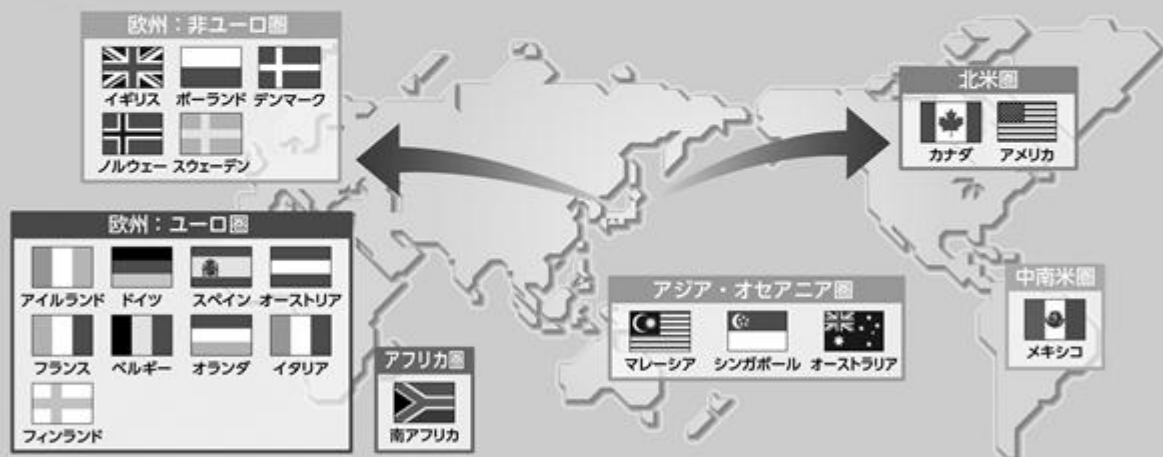 欧州：非ユーロ圏
イギリス ポーランド デンマーク
ノルウェー スウェーデン
欧州：ユーロ圏
アイルランド ドイツ スペイン オーストリア
フランス ベルギー オランダ イタリア
フィンランド
アフリカ圏
南アフリカ
アジア・オセアニア圏
マレーシア シンガポール オーストラリア
北米圏
カナダ アメリカ
中南米圏
メキシコ